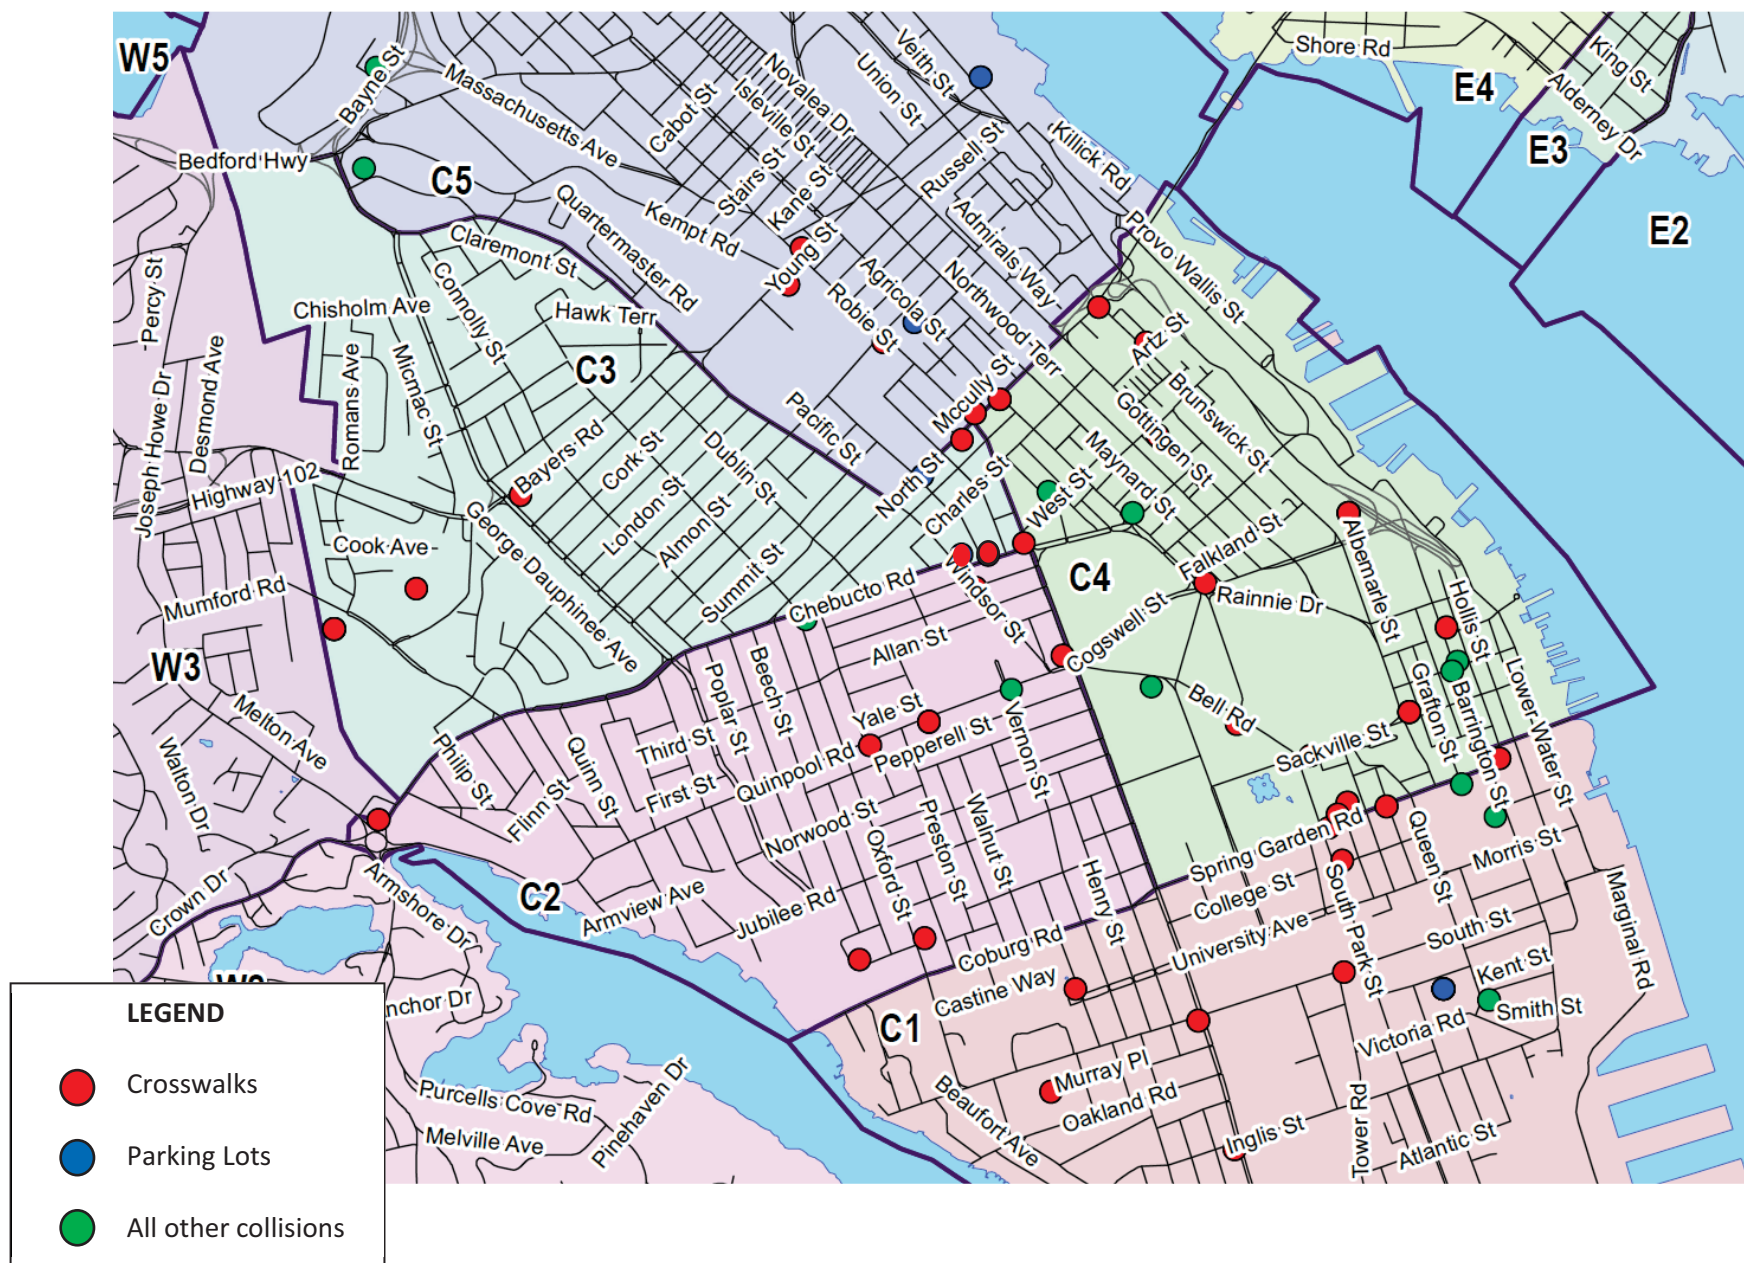 W5
Bayne St
Bedford Hwy
Massachusetts Ave
C5
Cabot St
Novalea Dr
Isleville St
Stairs St
Kane St
Union St
Veith St
Russell St
Killick Rd
Shore Rd
E4
King St
Alderney Dr
E3
E2
Kempt Rd
Quartermaster Rd
Claremont St
Young St
Robie St
Agricola St
Admirals Way
Northwood Terr
Provo Wallis St
Percy St
Chisholm Ave
Connolly St
Hawk Terr
C3
Micmac St
Romans Ave
Desmond Ave
Joseph Howe Dr
Highway 102
Bayers Rd
Cork St
London St
Dublin St
Almon St
Summit St
Pacific St
Mccully St
North St
Charles St
Artz St
Gottingen St
Brunswick St
Maynard St
West St
Cook Ave
George Dauphinee Ave
Mumford Rd
W3
Melton Ave
Walton Dr
Chebucto Rd
Windsor St
C4
Falkland St
Rainnie Dr
Cogswell St
Albemarle St
Hollis St
Bell Rd
Grafton St
Barrington St
Lower Water St
Sackville St
Allan St
Yale St
Pepperell St
Vernon St
Beech St
Poplar St
Third St
First St
Quinpool Rd
Quinn St
Philip St
Flinn St
Norwood St
Oxford St
Preston St
Walnut St
Henry St
Spring Garden Rd
College St
University Ave
South Park St
Queen St
Morris St
South St
Kent St
Smith St
Victoria Rd
Marginal Rd
Crown Dr
Armshore Dr
C2
Armview Ave
Jubilee Rd
Coburg Rd
Castine Way
C1
Murray Pl
Oakland Rd
Beaufort Ave
Inglis St
Tower Rd
Atlantic St
nchor Dr
Purcells Cove Rd
Melville Ave
Pinehaven Dr
LEGEND
Crosswalks
Parking Lots
All other collisions